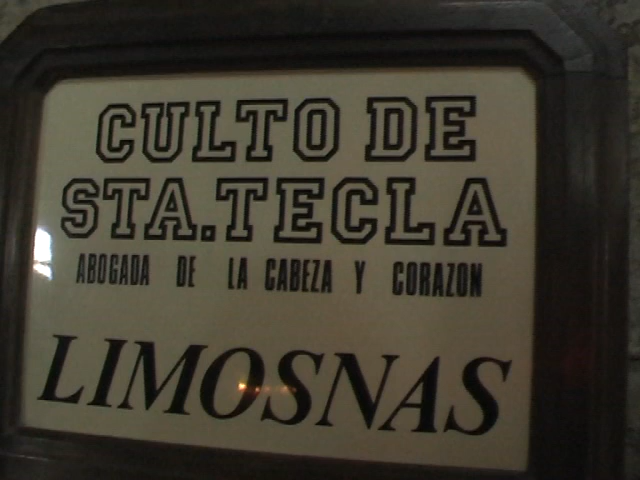 CULTO DE
STA.TECLA
ABOGADA DE LA CABEZA Y CORAZON
LIMOSNAS